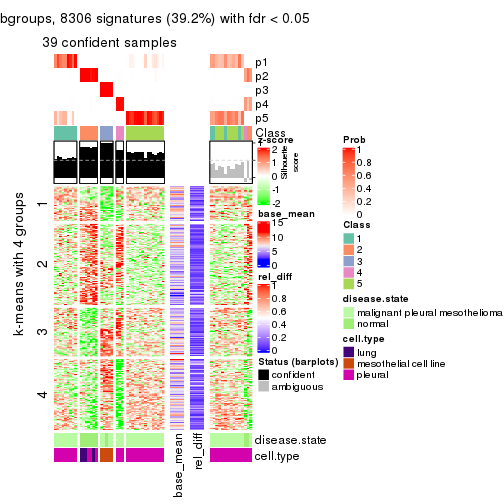 bgroups, 8306 signatures (39.2%) with fdr < 0.05
39 confident samples
p1
p2
p3
p4
p5
Class
z-score
2
1
0
-1
-2
Silhouette
score
1
base_mean
15
10
5
0
rel_diff
1
0.8
0.6
0.4
0.2
0
Status (barplots)
confident
ambiguous
Prob
1
0.8
0.6
0.4
0.2
0
Class
1
2
3
4
5
disease.state
malignant pleural mesothelioma
normal
cell.type
lung
mesothelial cell line
pleural
k-means with 4 groups
1
2
3
4
disease.state
cell.type
base_mean
rel_diff